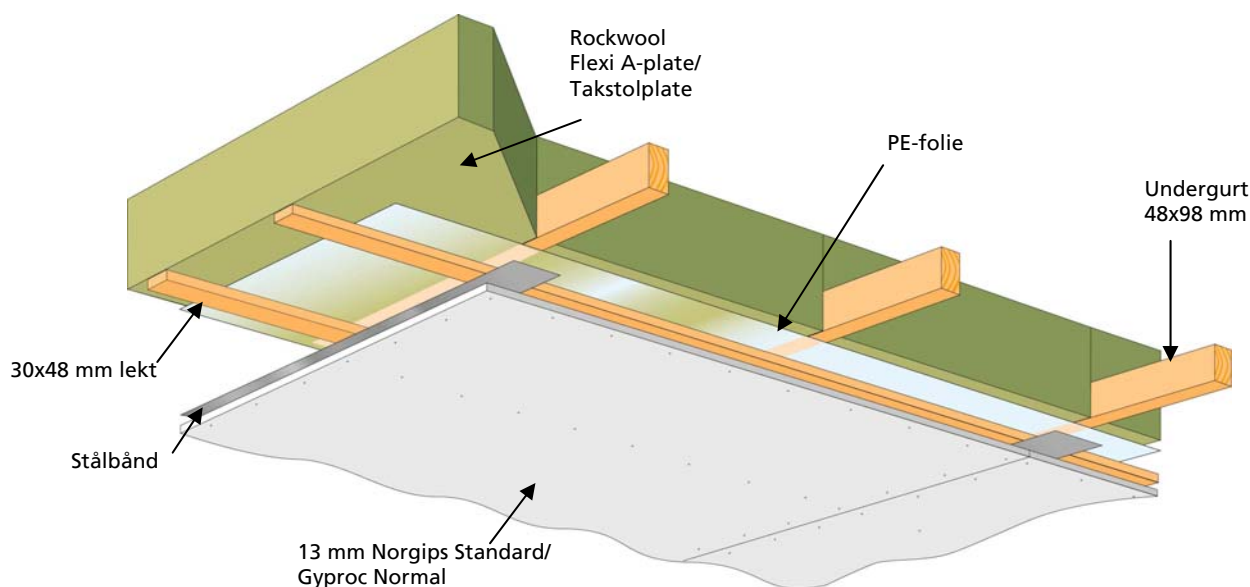 Rockwool
Flexi A-plate/
Takstolplate
PE-folie
Undergurt
48x98 mm
30x48 mm lekt
Stålbånd
13 mm Norgips Standard/
Gyproc Normal